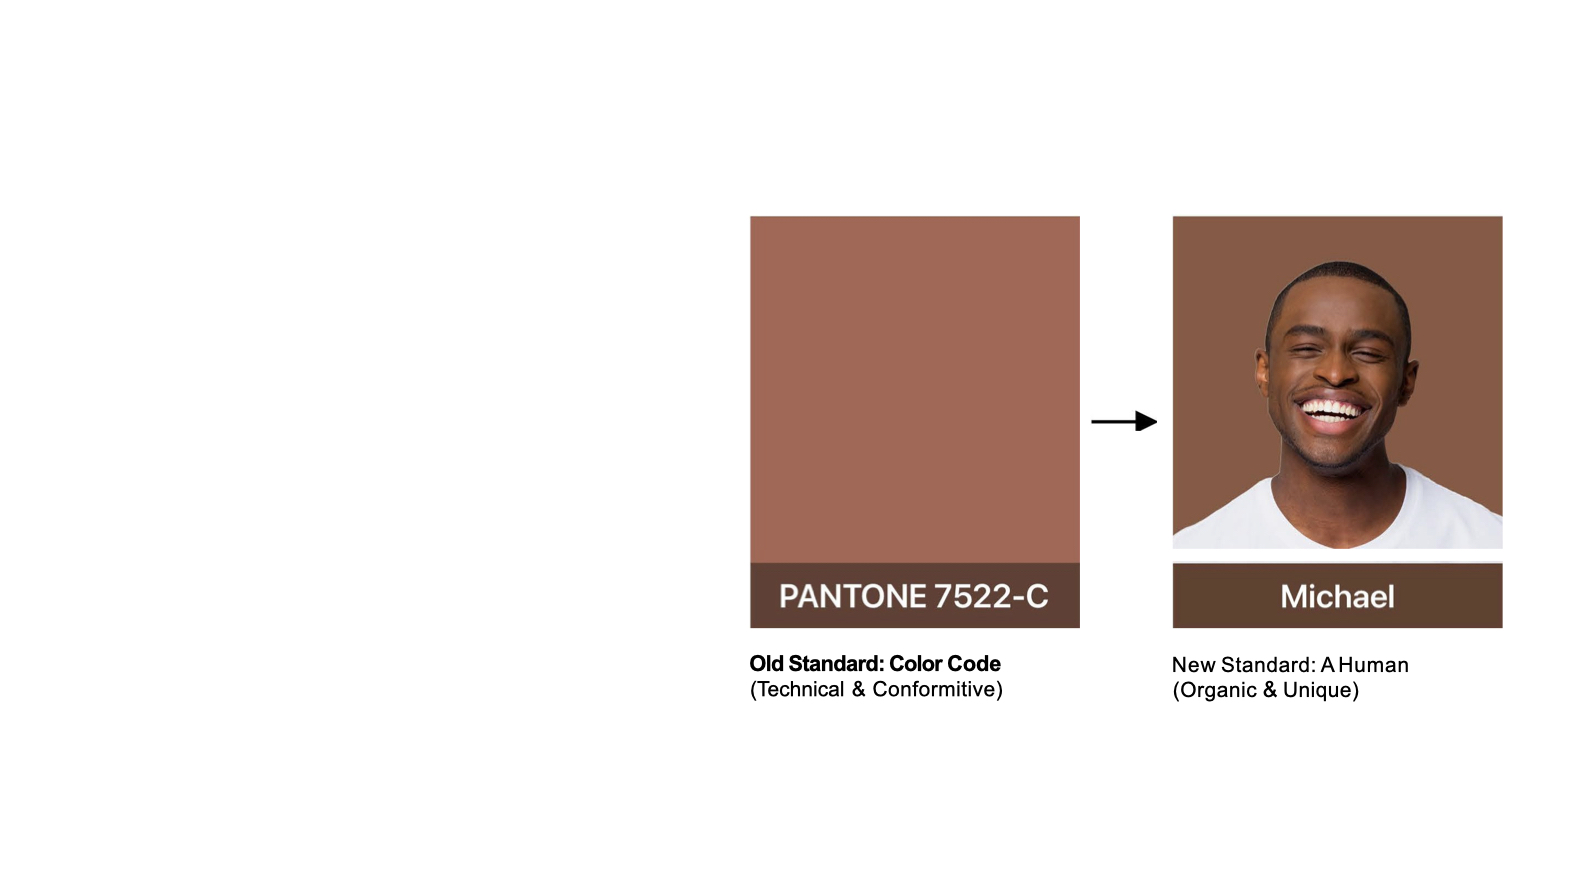 PANTONE 7522-C
Michael
Old Standard: Color Code
(Technical & Conformitive)
New Standard: A Human
(Organic & Unique)